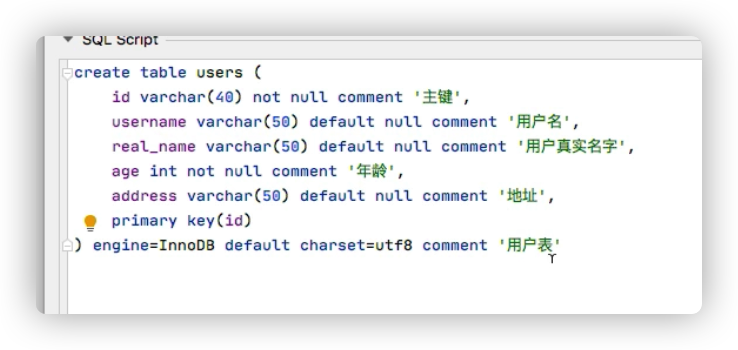 SQL Script
create table users (
id varchar(40) not null comment '主键',
username varchar(50) default null comment '用户名',
real_name varchar(50) default null comment '用户真实名字',
age int not null comment '年龄',
address varchar(50) default null comment '地址',
primary key(id)
) engine=InnoDB default charset=utf8 comment '用户表'